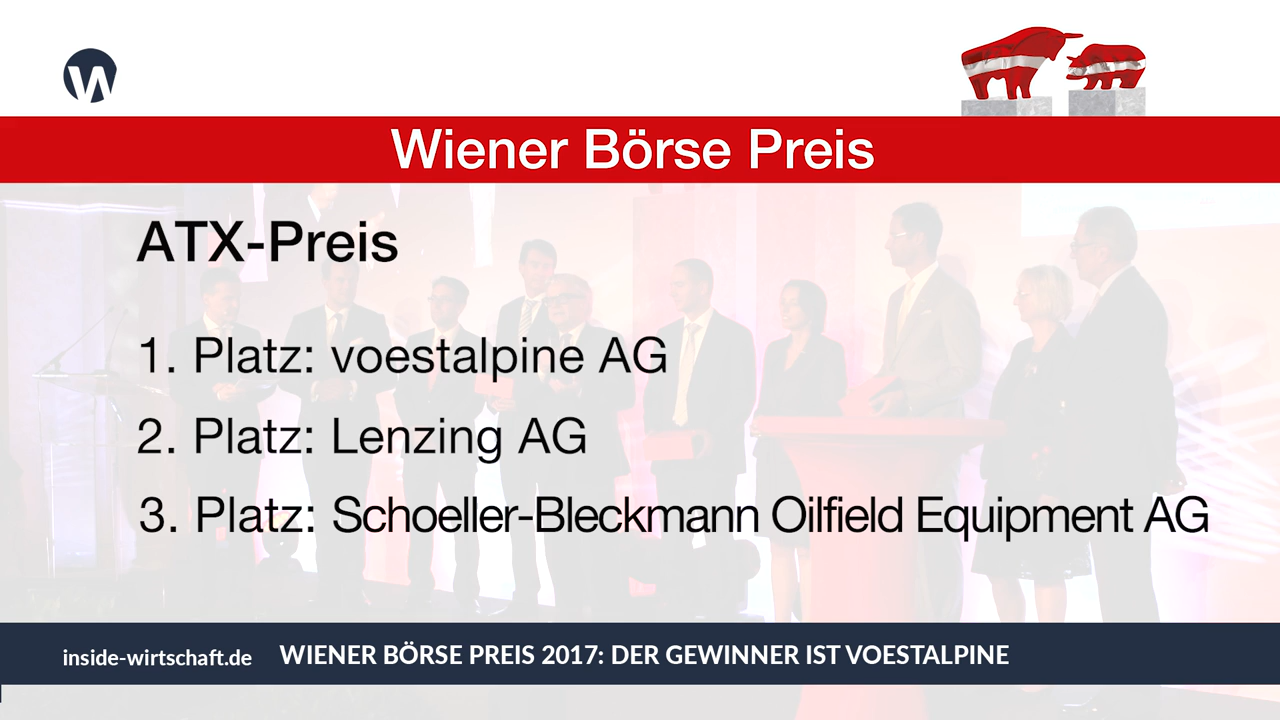 W
Wiener Börse Preis
ATX-Preis
1. Platz: voestalpine AG
2. Platz: Lenzing AG
3. Platz: Schoeller-Bleckmann Oilfield Equipment AG
inside-wirtschaft.de WIENER BÖRSE PREIS 2017: DER GEWINNER IST VOESTALPINE